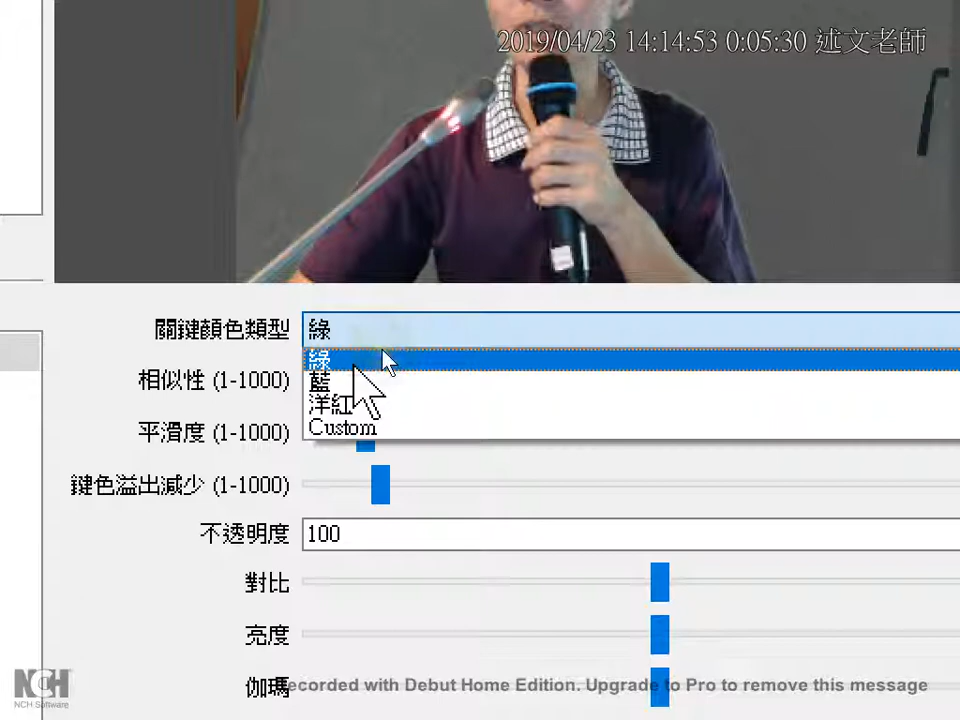 2019/04/23 14:14:53 0:05:30 述文老師
關鍵顏色類型 綠
綠
藍
相似性 (1-1000)
洋紅
Custom
平滑度 (1-1000)
鍵色溢出減少 (1-1000)
不透明度 100
對比
亮度
伽瑪
Recorded with Debut Home Edition. Upgrade to Pro to remove this message
NCH
NCH Software